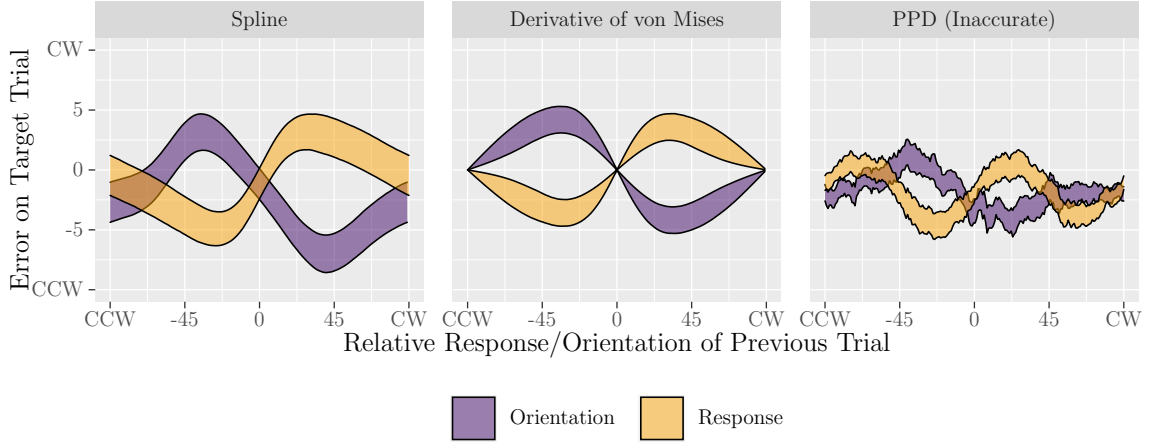 Spline
Derivative of von Mises
PPD (Inaccurate)
Error on Target Trial
CW
5
0
-5
CCW
CCW -45 0 45 CW
CCW -45 0 45 CW
CCW -45 0 45 CW
Relative Response/Orientation of Previous Trial
Orientation
Response